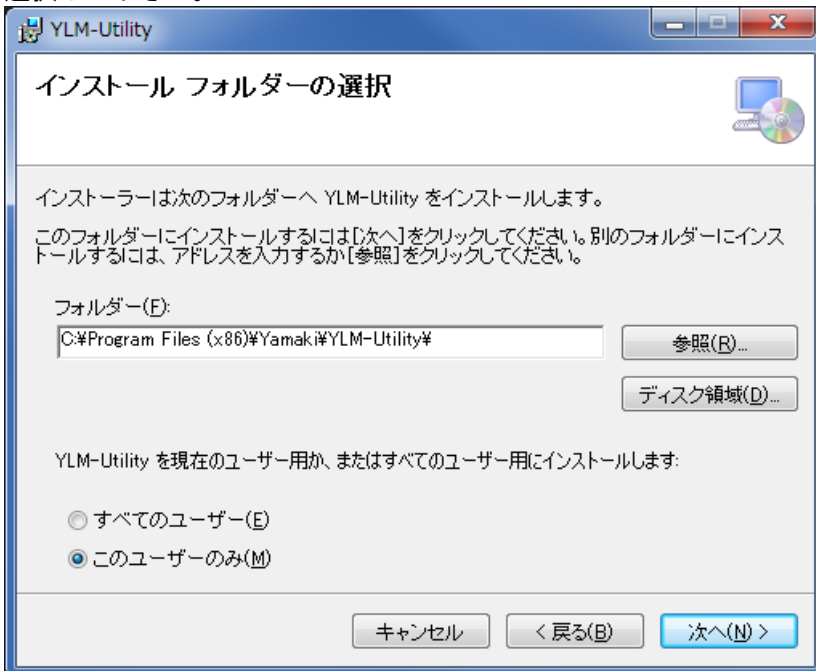 YLM-Utility
インストール フォルダーの選択
インストーラーは次のフォルダーへ YLM-Utility をインストールします。
このフォルダーにインストールするには[次へ]をクリックしてください。別のフォルダーにインス
トールするには、アドレスを入力するか[参照]をクリックしてください。
フォルダー(F):
C:¥Program Files (x86)¥Yamaki¥YLM-Utility¥
参照(R)...
ディスク領域(D)...
YLM-Utility を現在のユーザー用か、またはすべてのユーザー用にインストールします:
すべてのユーザー(E)
このユーザーのみ(M)
キャンセル
< 戻る(B)
次へ(N) >